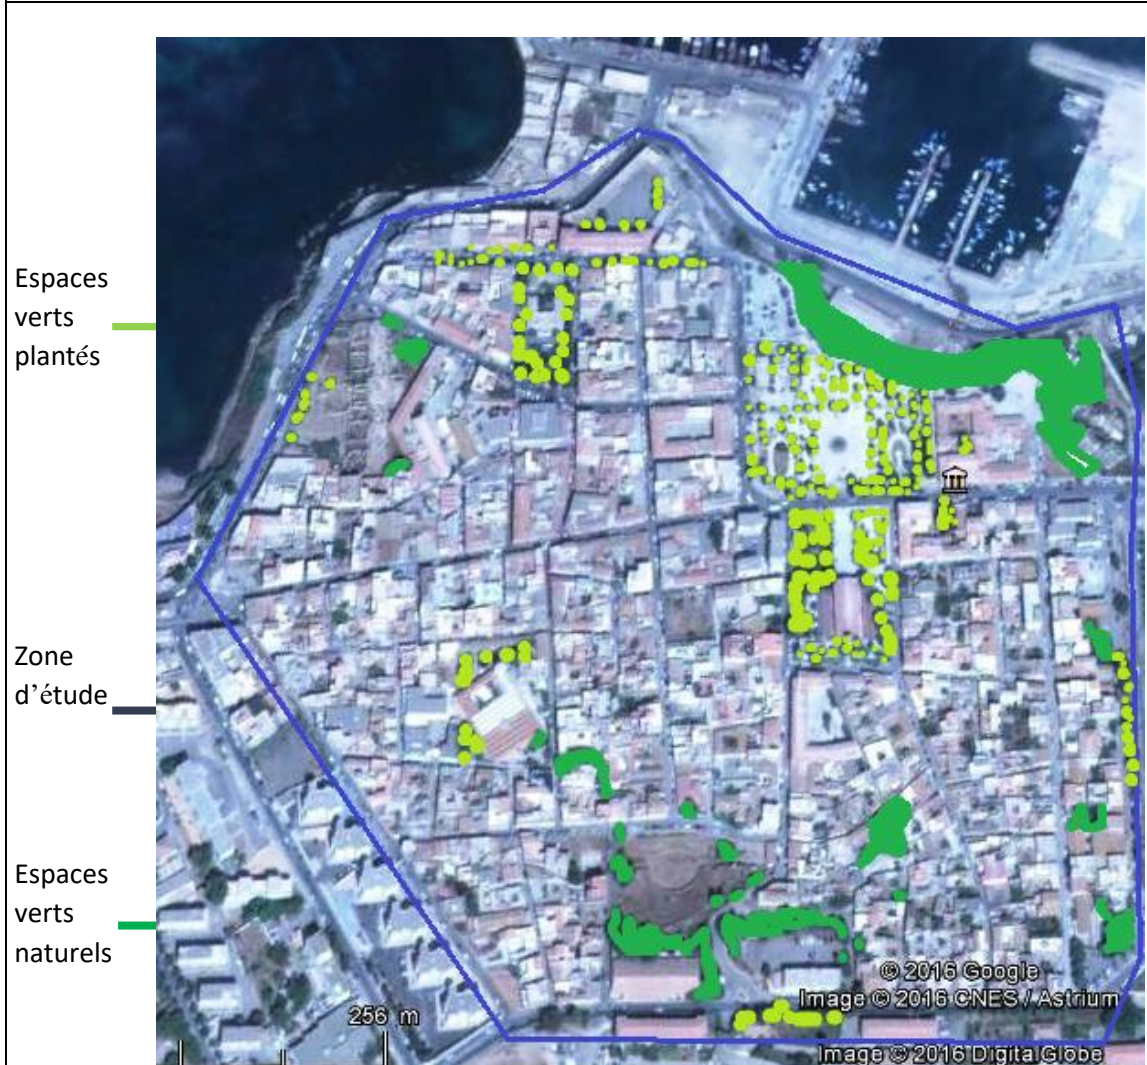 Espaces
verts
plantés
Zone
d’étude
Espaces
verts
naturels
256 m
© 2016 Google
Image © 2016 CNES / Astrium
Image © 2016 DigitalGlobe